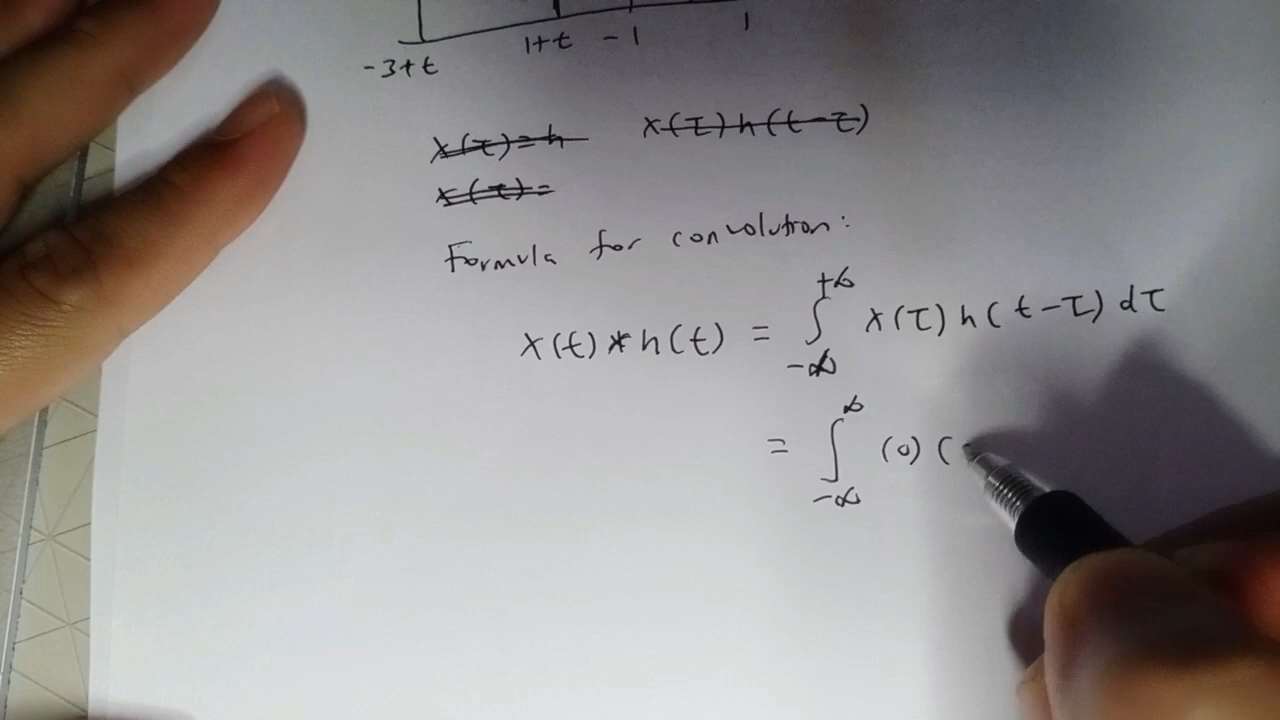 -3+t 1+t -1 1
x(τ)=h x(τ)h(t-τ)
x(τ)=
Formula for convolution:
x(t)*h(t) = ∫_{-∞}^{+∞} x(τ)h(t-τ)dτ
= ∫_{-∞}^{∞} (0)(